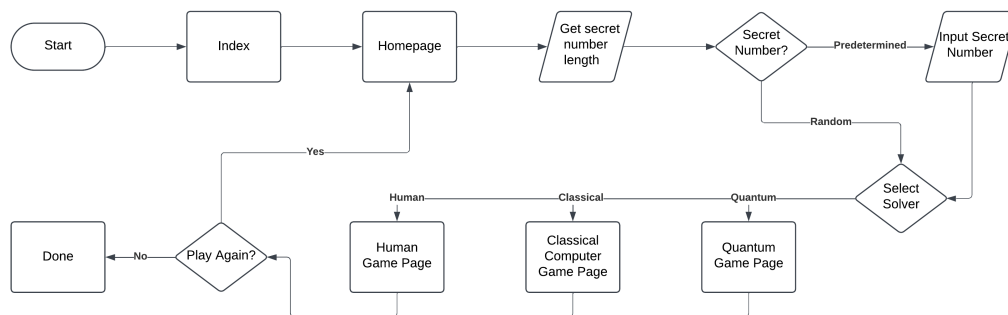 Start
Index
Homepage
Get secret
number
length
Secret
Number?
Predetermined
Input Secret
Number
Random
Yes
Select
Solver
Human
Classical
Quantum
Done
No
Play Again?
Human
Game Page
Classical
Computer
Game Page
Quantum
Game Page